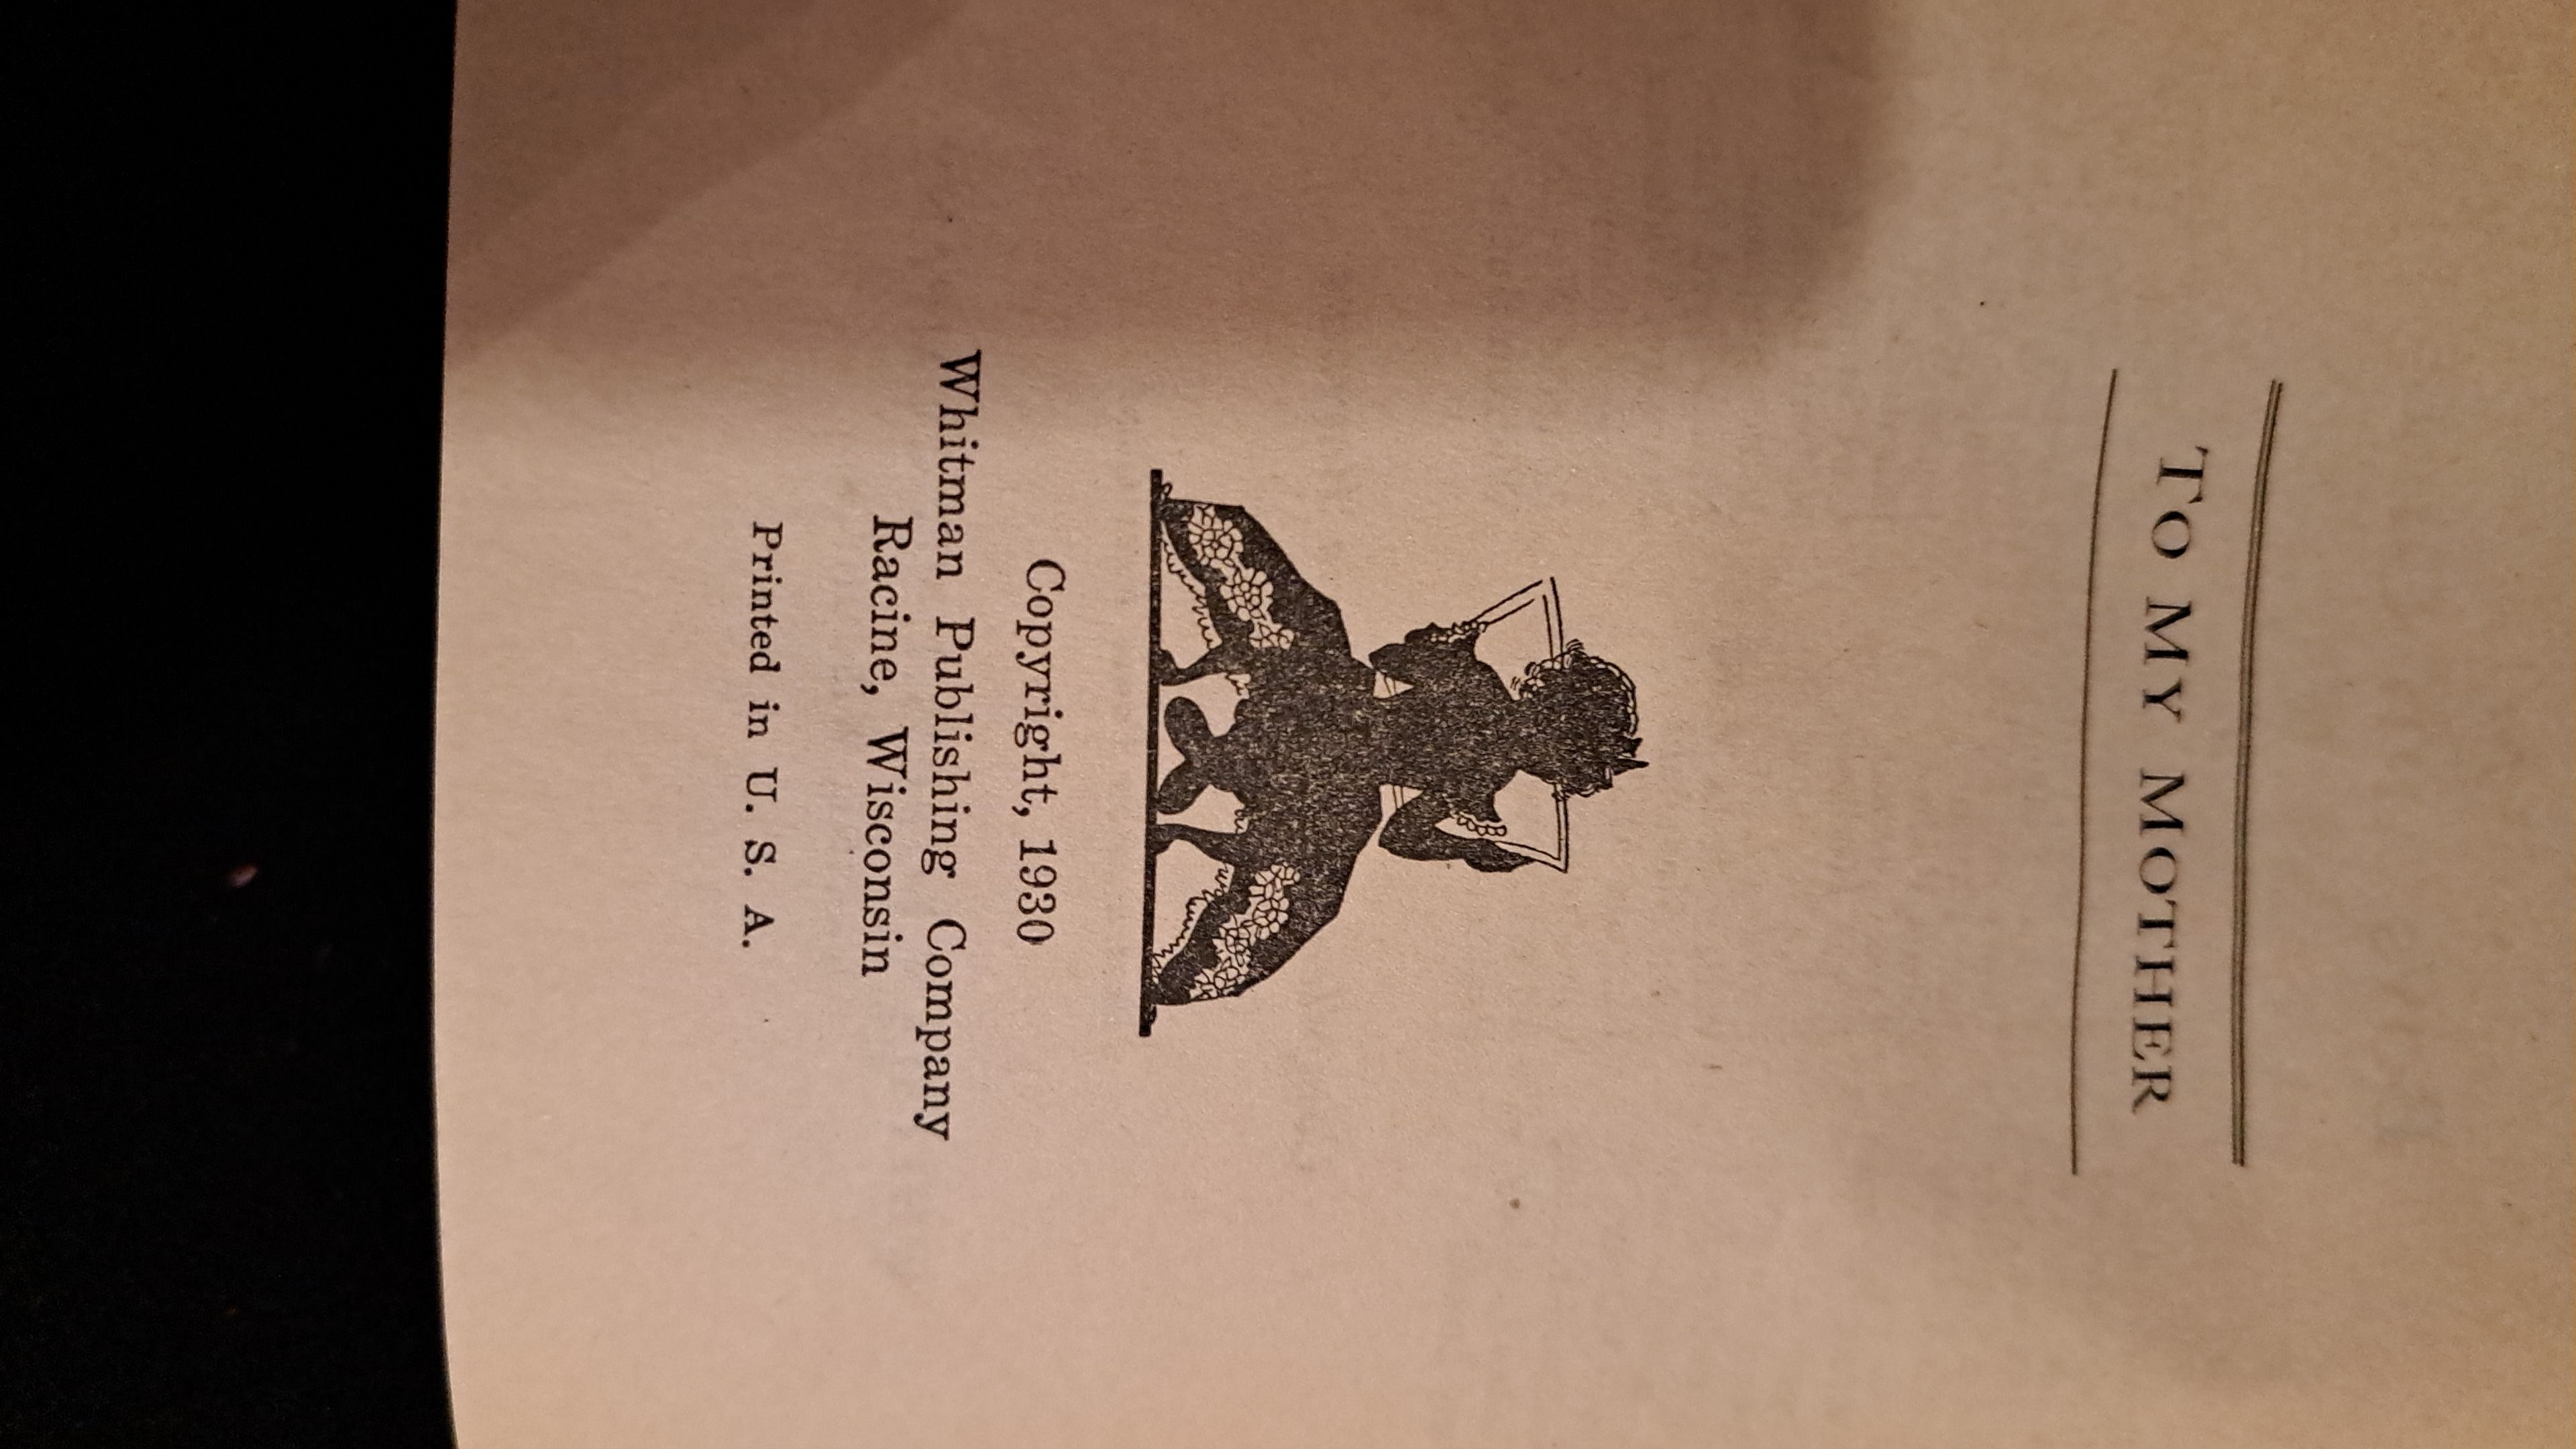 TO MY MOTHER
Copyright, 1930
Whitman Publishing Company
Racine, Wisconsin
Printed in U. S. A.